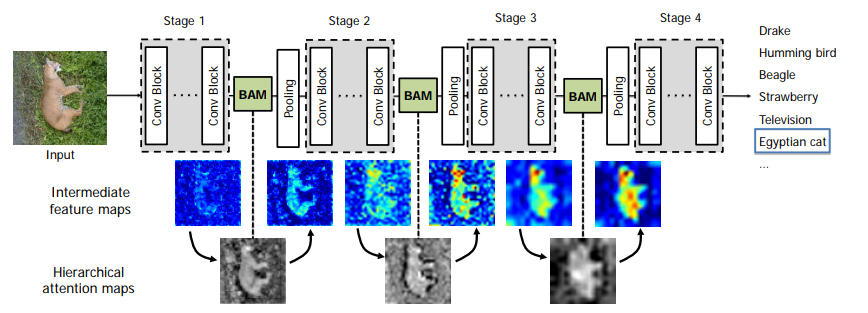 Stage 1
Stage 2
Stage 3
Stage 4
Conv Block
....
Conv Block
BAM
Pooling
Conv Block
....
Conv Block
BAM
Pooling
Conv Block
....
Conv Block
BAM
Pooling
Conv Block
....
Conv Block
Drake
Humming bird
Beagle
Strawberry
Television
Egyptian cat
...
Input
Intermediate
feature maps
Hierarchical
attention maps